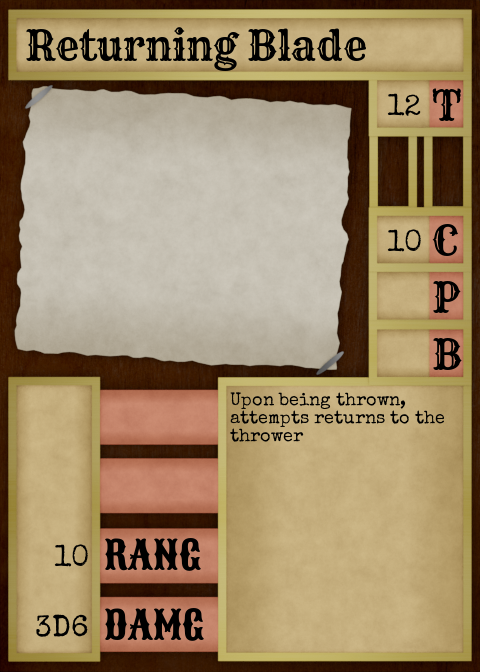 Returning Blade
12 T
10 C
P
B
Upon being thrown,
attempts returns to the
thrower
10 RANG
3D6 DAMG